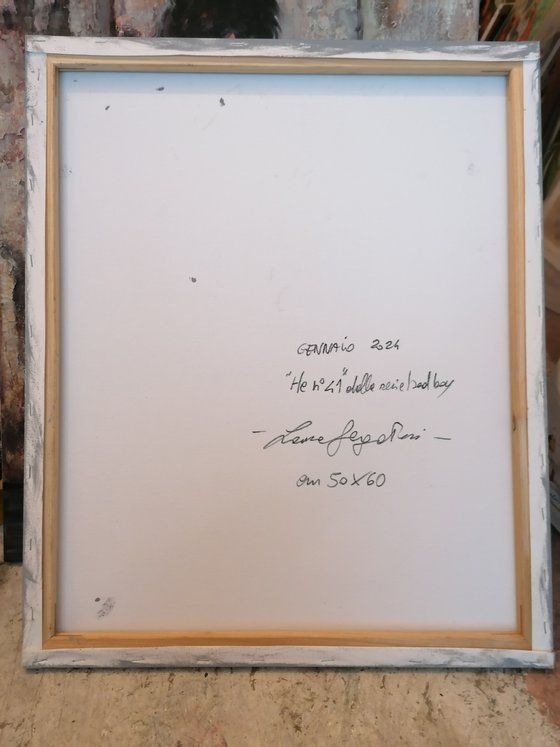 GENNAIO 2024
"He n° 41" della serie bad boy
cm 50X60